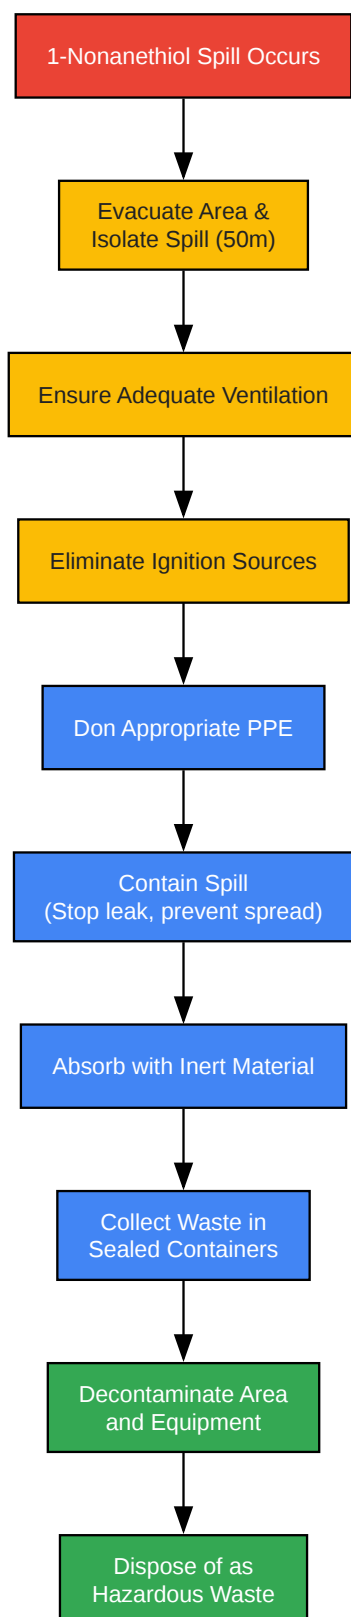 1-Nonanethiol Spill Occurs
Evacuate Area &
Isolate Spill (50m)
Ensure Adequate Ventilation
Eliminate Ignition Sources
Don Appropriate PPE
Contain Spill
(Stop leak, prevent spread)
Absorb with Inert Material
Collect Waste in
Sealed Containers
Decontaminate Area
and Equipment
Dispose of as
Hazardous Waste